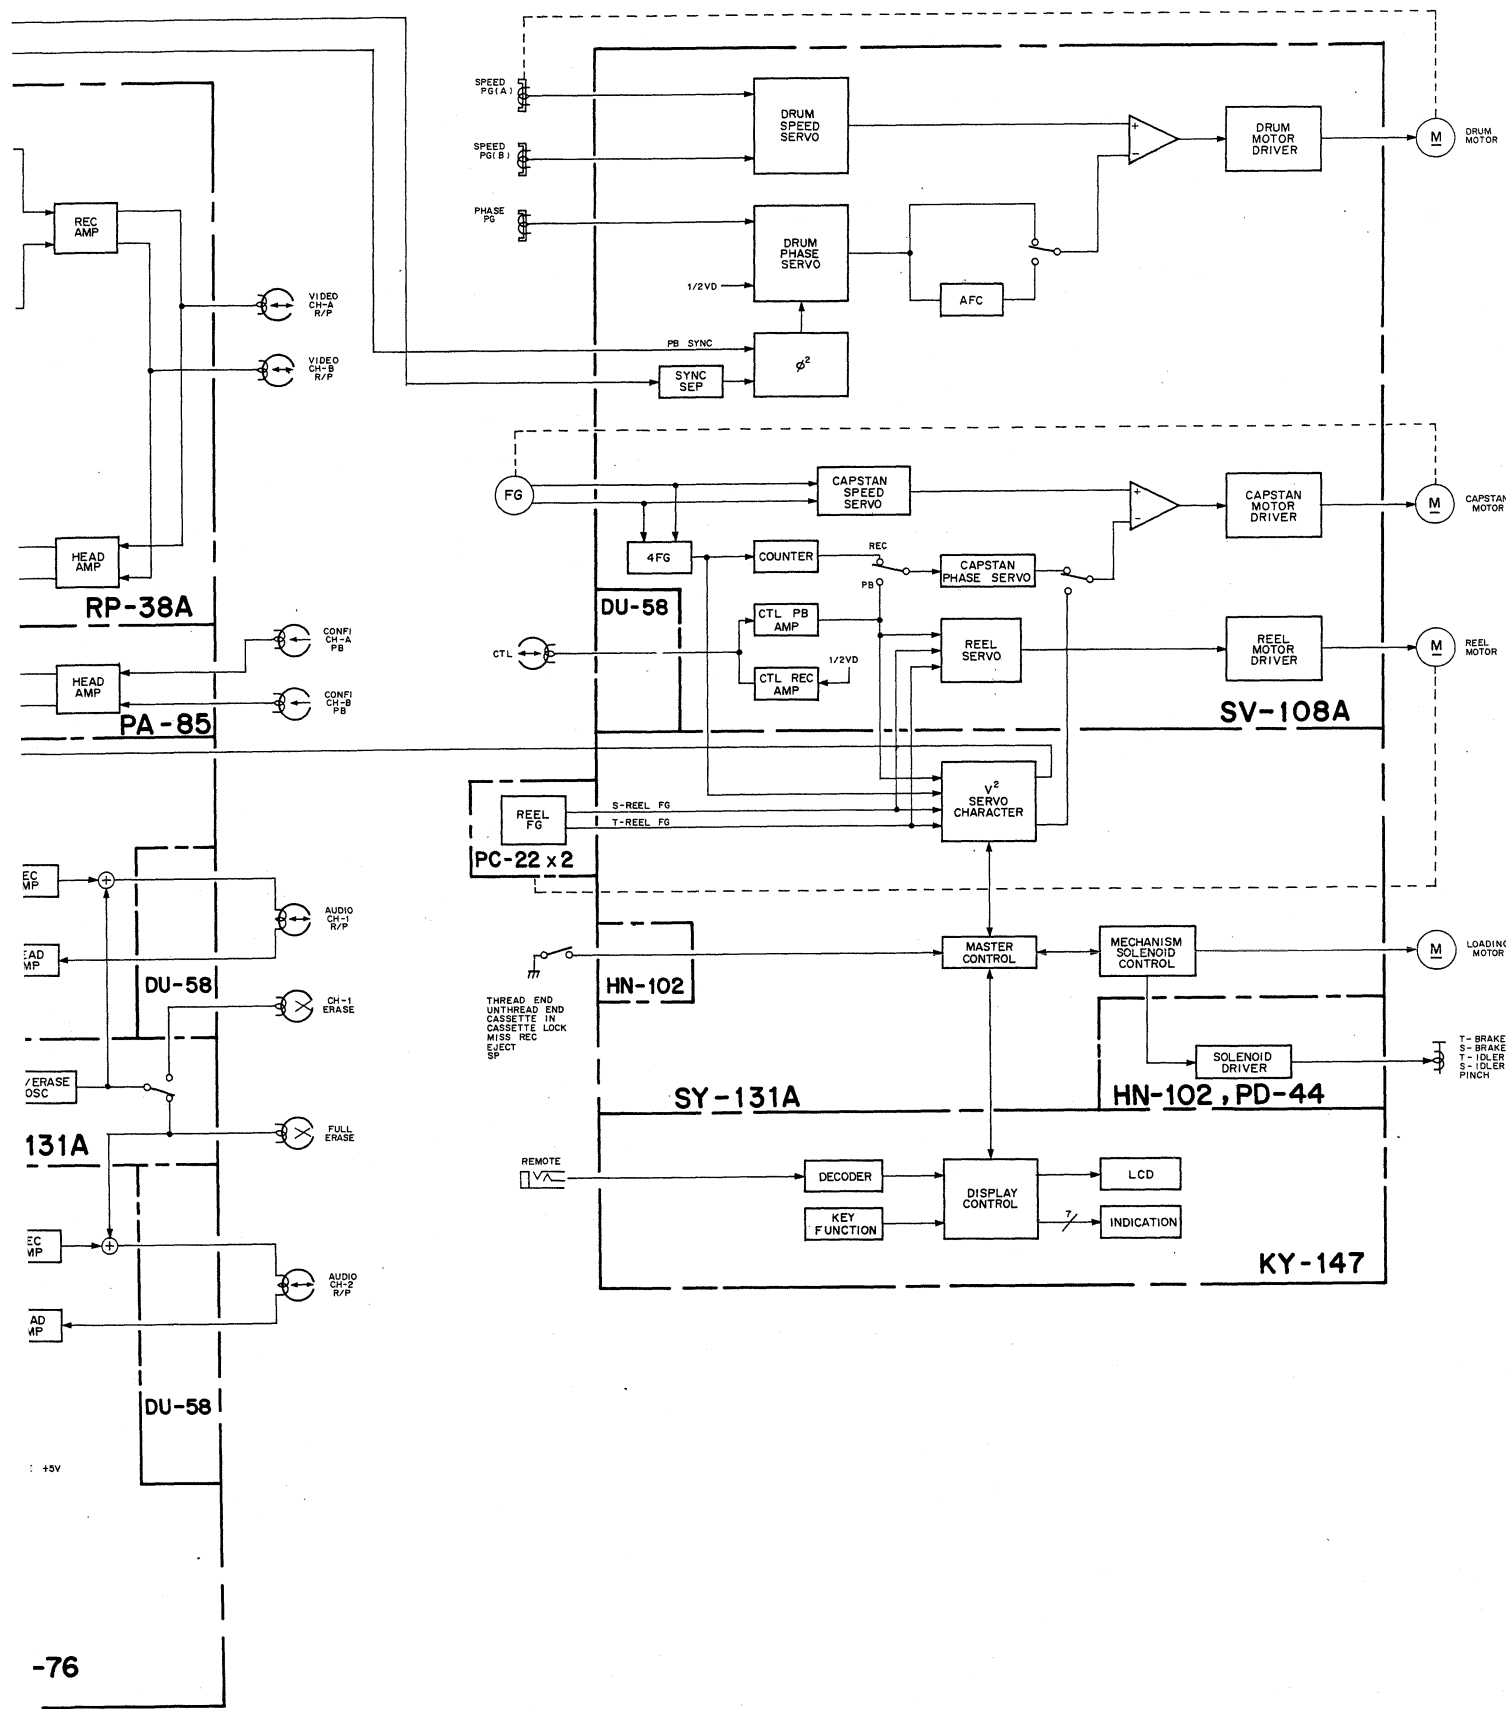 SPEED
PG(A)
SPEED
PG(B)
PHASE
PG
DRUM
SPEED
SERVO
DRUM
MOTOR
DRIVER
M
DRUM
MOTOR
DRUM
PHASE
SERVO
1/2VD
AFC
PB SYNC
SYNC
SEP
ø²
REC
AMP
VIDEO
CH-A
R/P
VIDEO
CH-B
R/P
HEAD
AMP
RP-38A
CONFI
CH-A
PB
HEAD
AMP
CONFI
CH-B
PB
PA-85
FG
CAPSTAN
SPEED
SERVO
CAPSTAN
MOTOR
DRIVER
M
CAPSTAN
MOTOR
4FG
COUNTER
REC
PB
CAPSTAN
PHASE SERVO
DU-58
CTL
CTL PB
AMP
CTL REC
AMP
1/2VD
REEL
SERVO
REEL
MOTOR
DRIVER
M
REEL
MOTOR
SV-108A
REEL
FG
S-REEL FG
T-REEL FG
PC-22 x 2
V²
SERVO
CHARACTER
AUDIO
CH-1
R/P
DU-58
CH-1
ERASE
/ERASE
OSC
FULL
ERASE
131A
HN-102
THREAD END
UNTHREAD END
CASSETTE IN
CASSETTE LOCK
MISS REC
EJECT
SP
MASTER
CONTROL
MECHANISM
SOLENOID
CONTROL
M
LOADING
MOTOR
SOLENOID
DRIVER
T-BRAKE
S-BRAKE
T-IDLER
S-IDLER
PINCH
HN-102, PD-44
SY-131A
REMOTE
DECODER
KEY
FUNCTION
DISPLAY
CONTROL
LCD
7
INDICATION
KY-147
AUDIO
CH-2
R/P
DU-58
+5V
-76